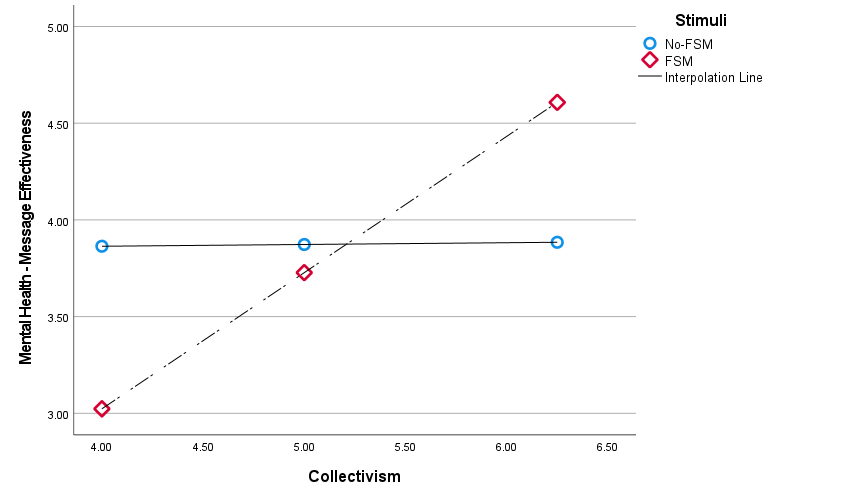 Stimuli
No-FSM
FSM
Interpolation Line
5.00
4.50
4.00
3.50
3.00
Mental Health - Message Effectiveness
4.00 4.50 5.00 5.50 6.00 6.50
Collectivism